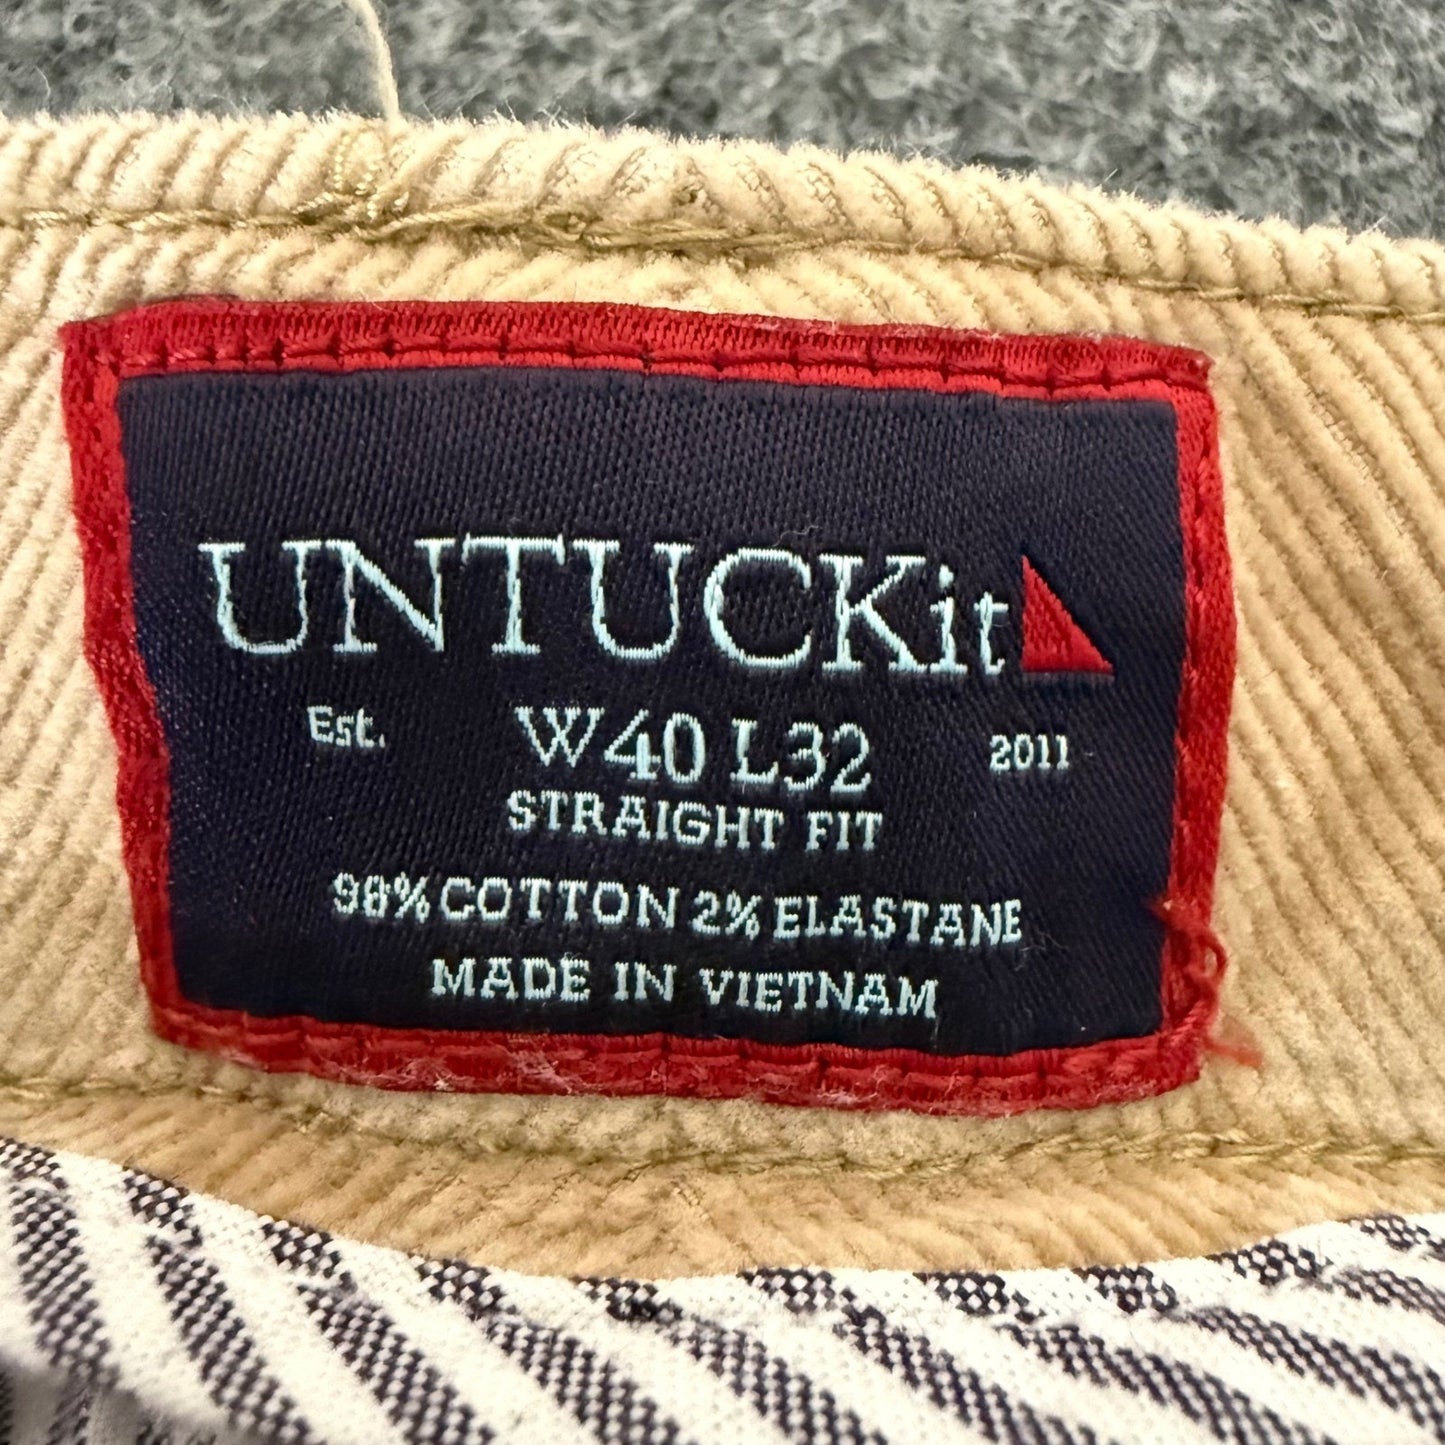 UNTUCKit
Est. W40 L32 2011
STRAIGHT FIT
98% COTTON 2% ELASTANE
MADE IN VIETNAM